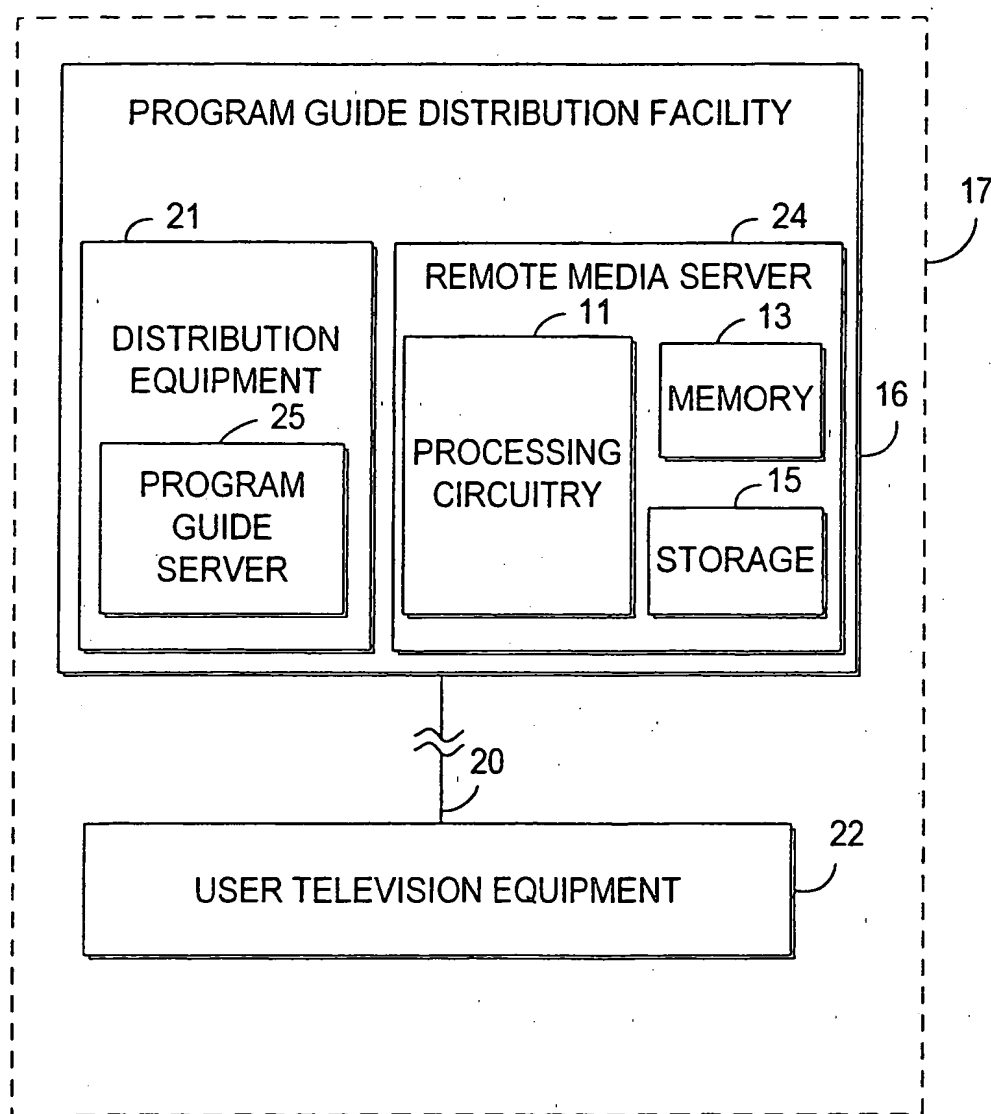 PROGRAM GUIDE DISTRIBUTION FACILITY
17
21
24
DISTRIBUTION
EQUIPMENT
25
PROGRAM
GUIDE
SERVER
REMOTE MEDIA SERVER
11
13
PROCESSING
CIRCUITRY
MEMORY
16
15
STORAGE
20
22
USER TELEVISION EQUIPMENT